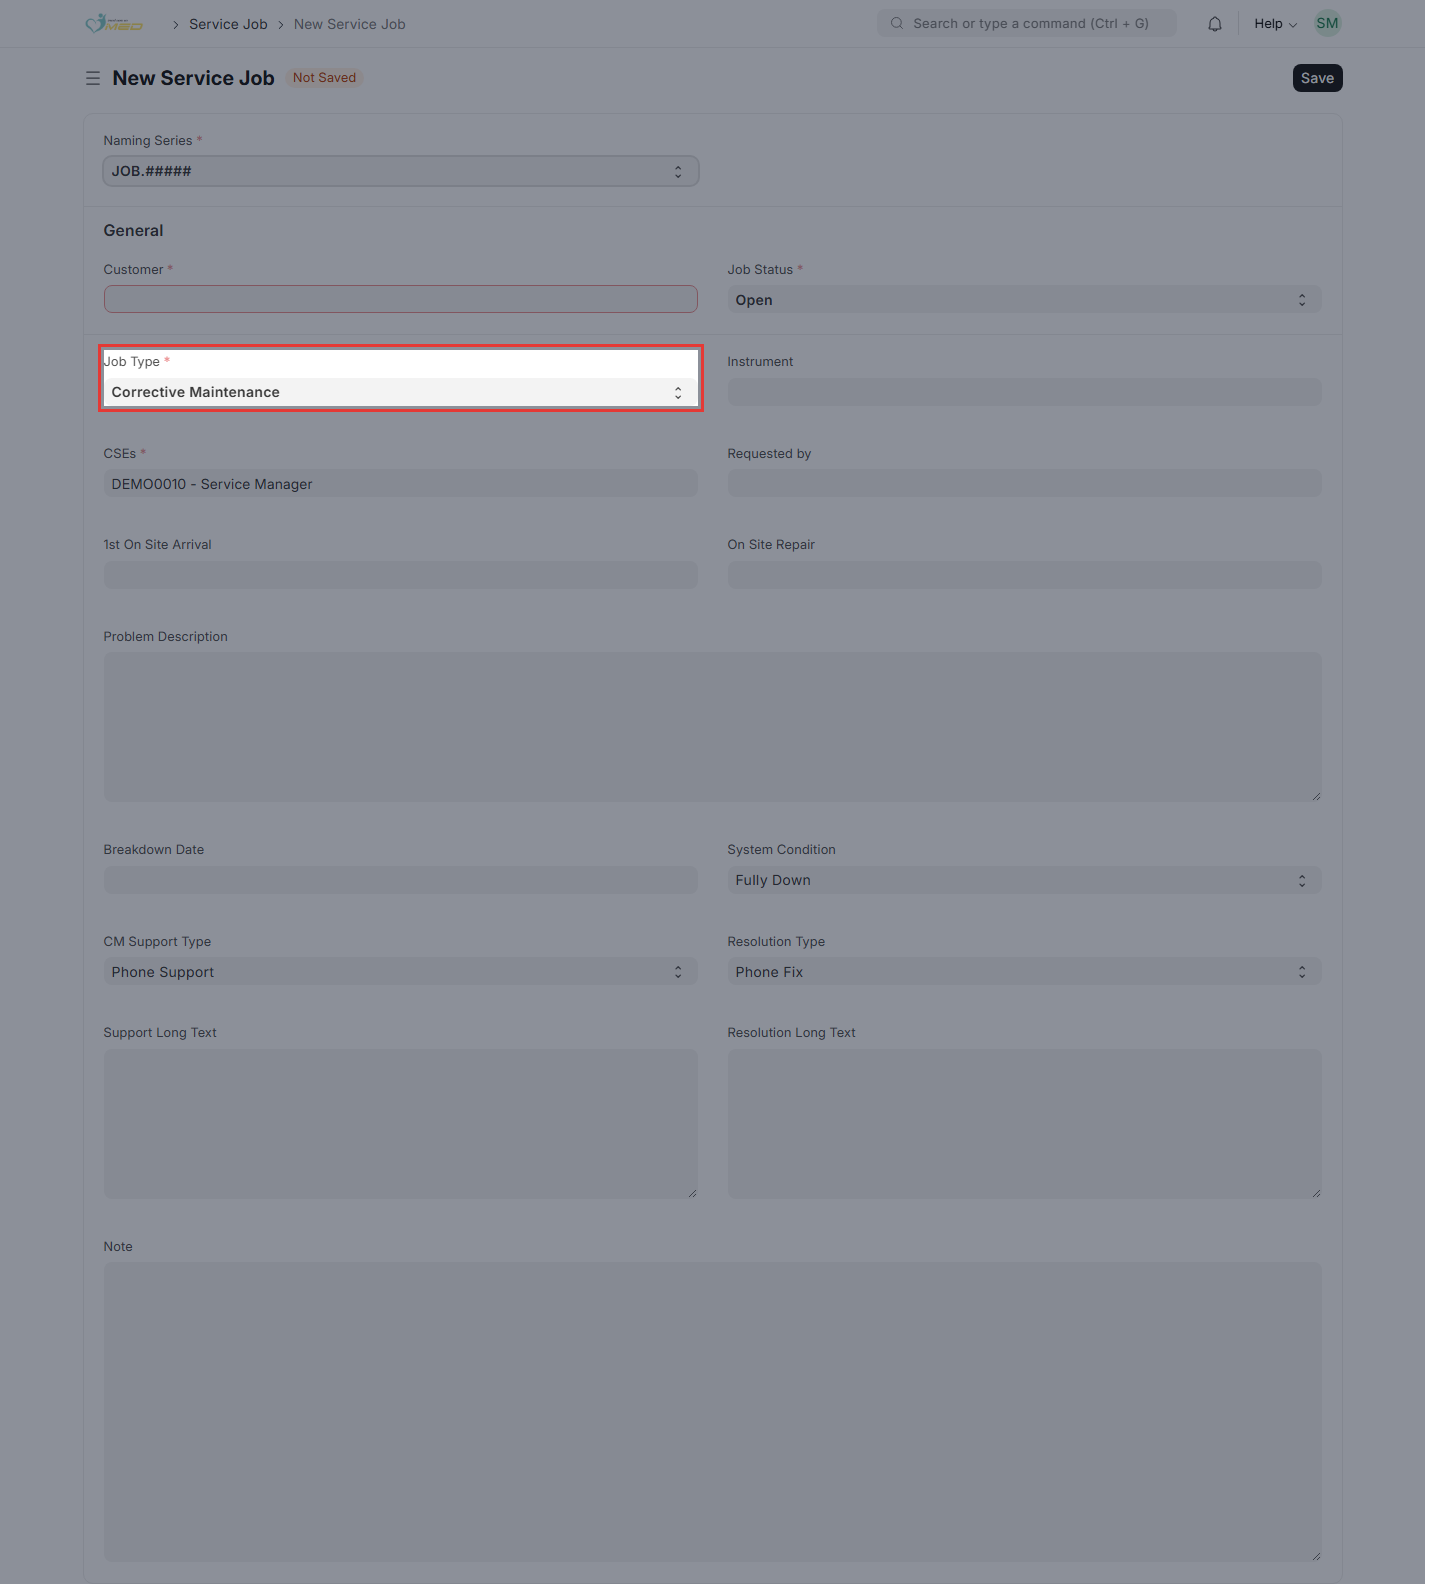 MED
Service Job
New Service Job
Search or type a command (Ctrl + G)
Help
SM
New Service Job
Not Saved
Save
Naming Series *
JOB.#####
General
Customer *
Job Status *
Open
Job Type *
Corrective Maintenance
Instrument
CSEs *
DEMO0010 - Service Manager
Requested by
1st On Site Arrival
On Site Repair
Problem Description
Breakdown Date
System Condition
Fully Down
CM Support Type
Phone Support
Resolution Type
Phone Fix
Support Long Text
Resolution Long Text
Note